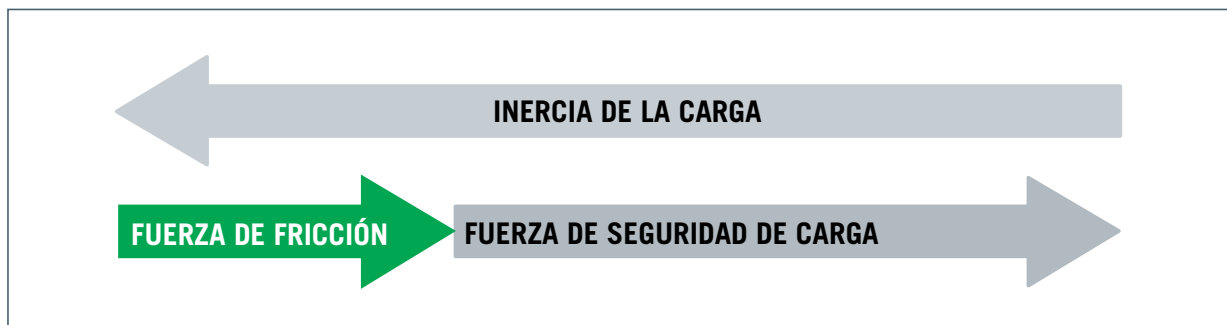 INERCIA DE LA CARGA
FUERZA DE FRICCIÓN FUERZA DE SEGURIDAD DE CARGA